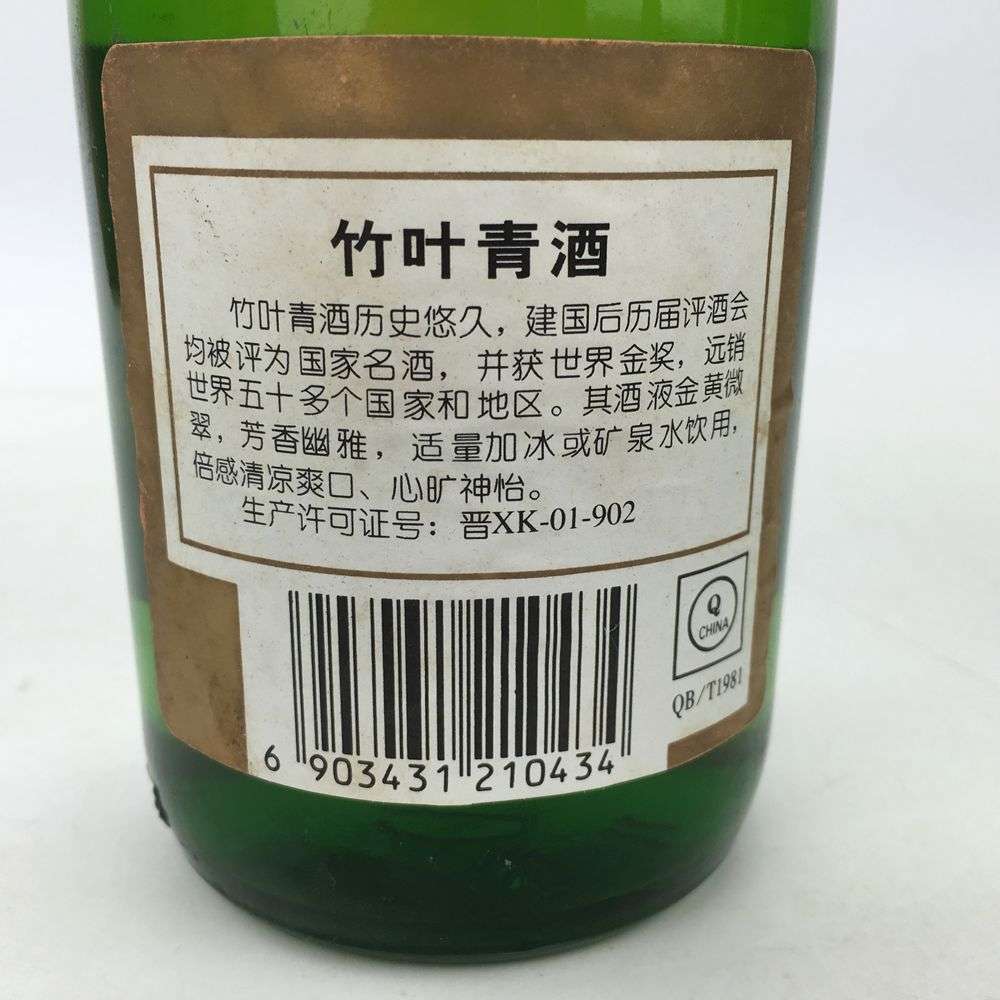 竹叶青酒
竹叶青酒历史悠久，建国后历届评酒会
均被评为国家名酒，并获世界金奖，远销
世界五十多个国家和地区。其酒液金黄微
翠，芳香幽雅，适量加冰或矿泉水饮用，
倍感清凉爽口、心旷神怡。
生产许可证号：晋XK-01-902
Q
CHINA
QB/T1981
6 903431 210434